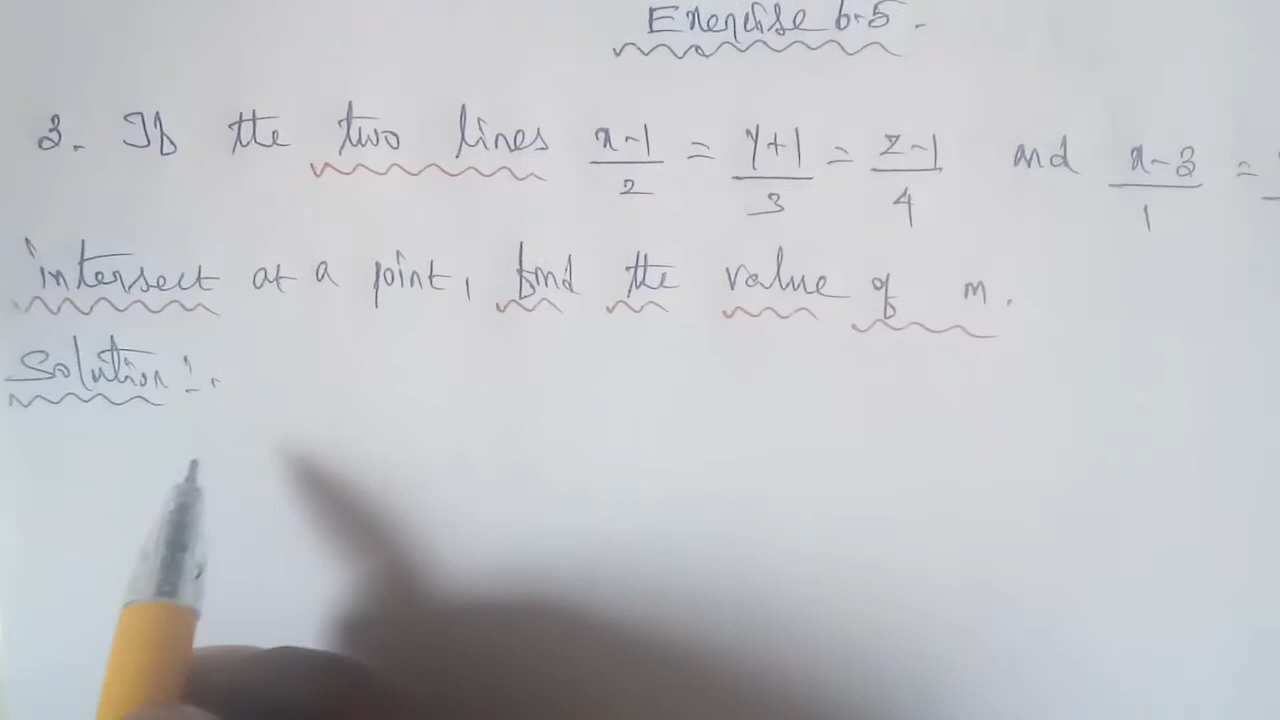 Exercise 6.5.
3. If the two lines x-1/2 = y+1/3 = z-1/4 and x-3/1 =
intersect at a point, find the value of m.
Solution:.